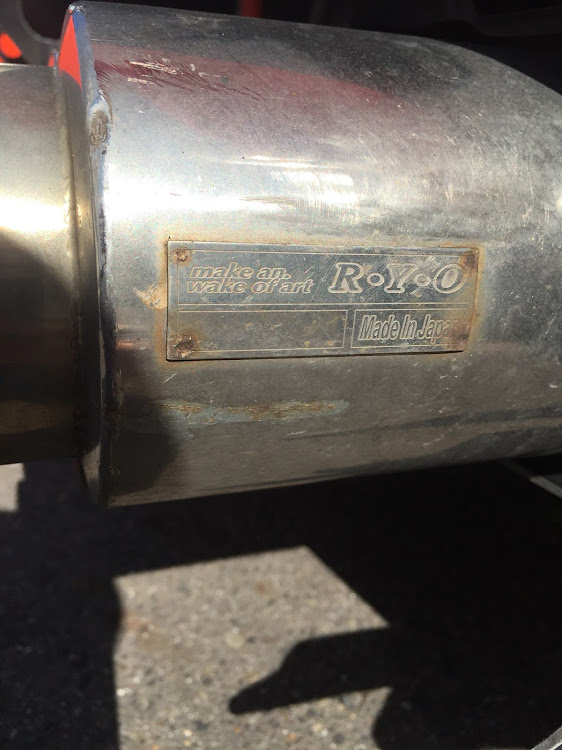 make an.
wake of art
R•Y•O
Made In Japan